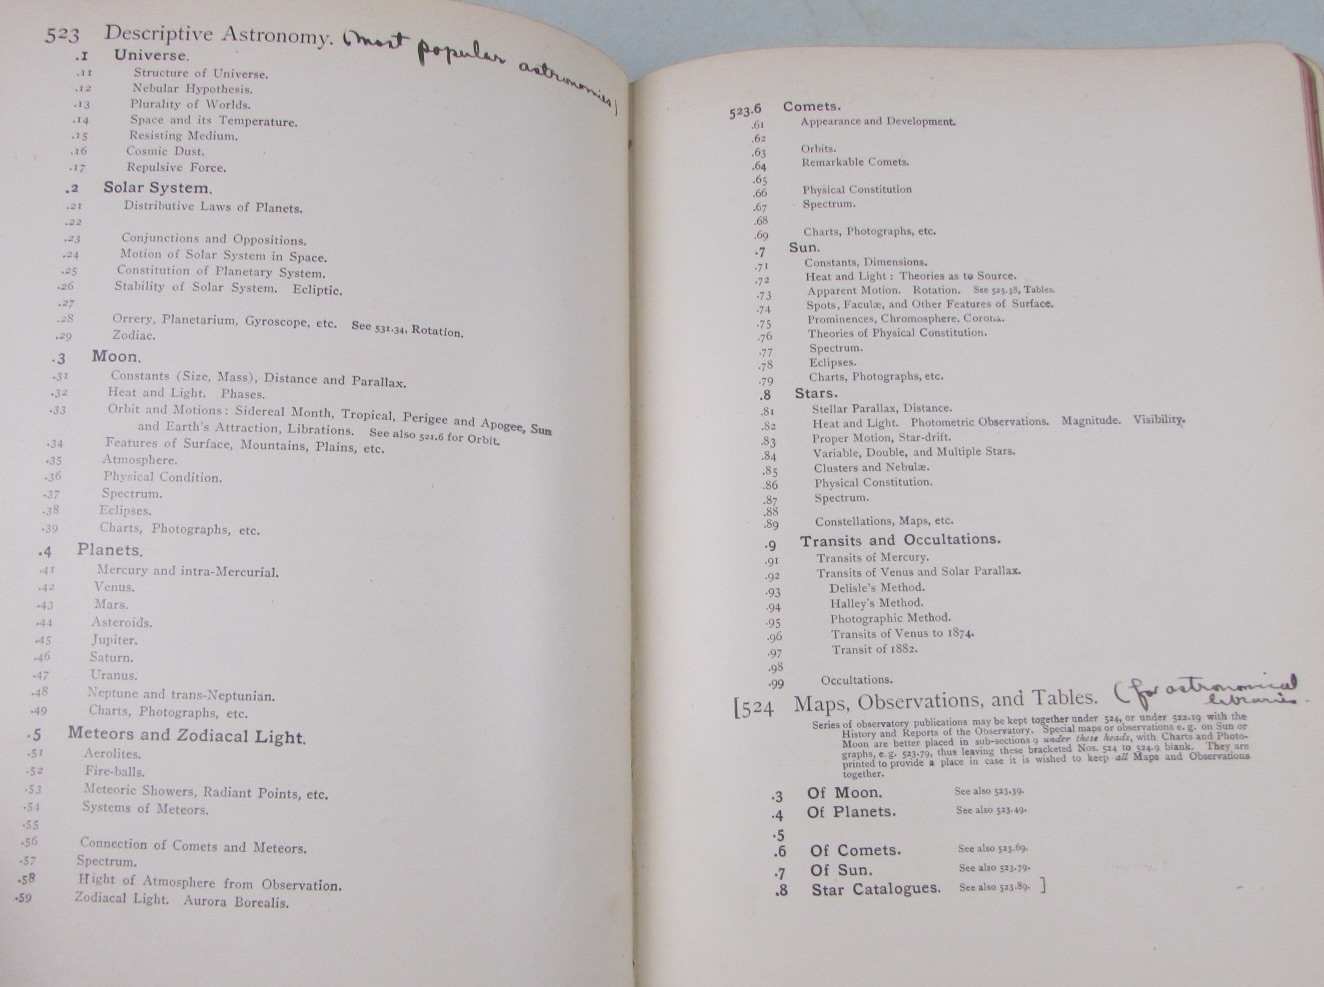 523 Descriptive Astronomy. (most popular astronomies)
.1 Universe.
.11 Structure of Universe.
.12 Nebular Hypothesis.
.13 Plurality of Worlds.
.14 Space and its Temperature.
.15 Resisting Medium.
.16 Cosmic Dust.
.17 Repulsive Force.
.2 Solar System.
.21 Distributive Laws of Planets.
.22
.23 Conjunctions and Oppositions.
.24 Motion of Solar System in Space.
.25 Constitution of Planetary System.
.26 Stability of Solar System. Ecliptic.
.27
.28 Orrery, Planetarium, Gyroscope, etc. See 531.34, Rotation.
.29 Zodiac.
.3 Moon.
.31 Constants (Size, Mass), Distance and Parallax.
.32 Heat and Light. Phases.
.33 Orbit and Motions: Sidereal Month, Tropical, Perigee and Apogee, Sun
and Earth's Attraction, Librations. See also 521.6 for Orbit.
.34 Features of Surface, Mountains, Plains, etc.
.35 Atmosphere.
.36 Physical Condition.
.37 Spectrum.
.38 Eclipses.
.39 Charts, Photographs, etc.
.4 Planets.
.41 Mercury and intra-Mercurial.
.42 Venus.
.43 Mars.
.44 Asteroids.
.45 Jupiter.
.46 Saturn.
.47 Uranus.
.48 Neptune and trans-Neptunian.
.49 Charts, Photographs, etc.
.5 Meteors and Zodiacal Light.
.51 Aerolites.
.52 Fire-balls.
.53 Meteoric Showers, Radiant Points, etc.
.54 Systems of Meteors.
.55
.56 Connection of Comets and Meteors.
.57 Spectrum.
.58 Hight of Atmosphere from Observation.
.59 Zodiacal Light. Aurora Borealis.
523.6 Comets.
.61 Appearance and Development.
.62
.63 Orbits.
.64 Remarkable Comets.
.65
.66 Physical Constitution
.67 Spectrum.
.68
.69 Charts, Photographs, etc.
.7 Sun.
.71 Constants, Dimensions.
.72 Heat and Light: Theories as to Source.
.73 Apparent Motion. Rotation. See 525.38, Tables.
.74 Spots, Faculæ, and Other Features of Surface.
.75 Prominences, Chromosphere, Corona.
.76 Theories of Physical Constitution.
.77 Spectrum.
.78 Eclipses.
.79 Charts, Photographs, etc.
.8 Stars.
.81 Stellar Parallax, Distance.
.82 Heat and Light. Photometric Observations. Magnitude. Visibility.
.83 Proper Motion, Star-drift.
.84 Variable, Double, and Multiple Stars.
.85 Clusters and Nebulæ.
.86 Physical Constitution.
.87 Spectrum.
.88
.89 Constellations, Maps, etc.
.9 Transits and Occultations.
.91 Transits of Mercury.
.92 Transits of Venus and Solar Parallax.
.93 Delisle's Method.
.94 Halley's Method.
.95 Photographic Method.
.96 Transits of Venus to 1874.
.97 Transit of 1882.
.98
.99 Occultations.
[524 Maps, Observations, and Tables. (for astronomical
libraries.
Series of observatory publications may be kept together under 524, or under 522.19 with the
History and Reports of the Observatory. Special maps or observations e. g. on Sun or
Moon are better placed in sub-sections 9 under these heads, with Charts and Photo-
graphs, e. g. 523.79, thus leaving these bracketed Nos. 524 to 524.9 blank. They are
printed to provide a place in case it is wished to keep all Maps and Observations
together.
.3 Of Moon. See also 523.39.
.4 Of Planets. See also 523.49.
.5
.6 Of Comets. See also 523.69.
.7 Of Sun. See also 523.79.
.8 Star Catalogues. See also 523.89. ]